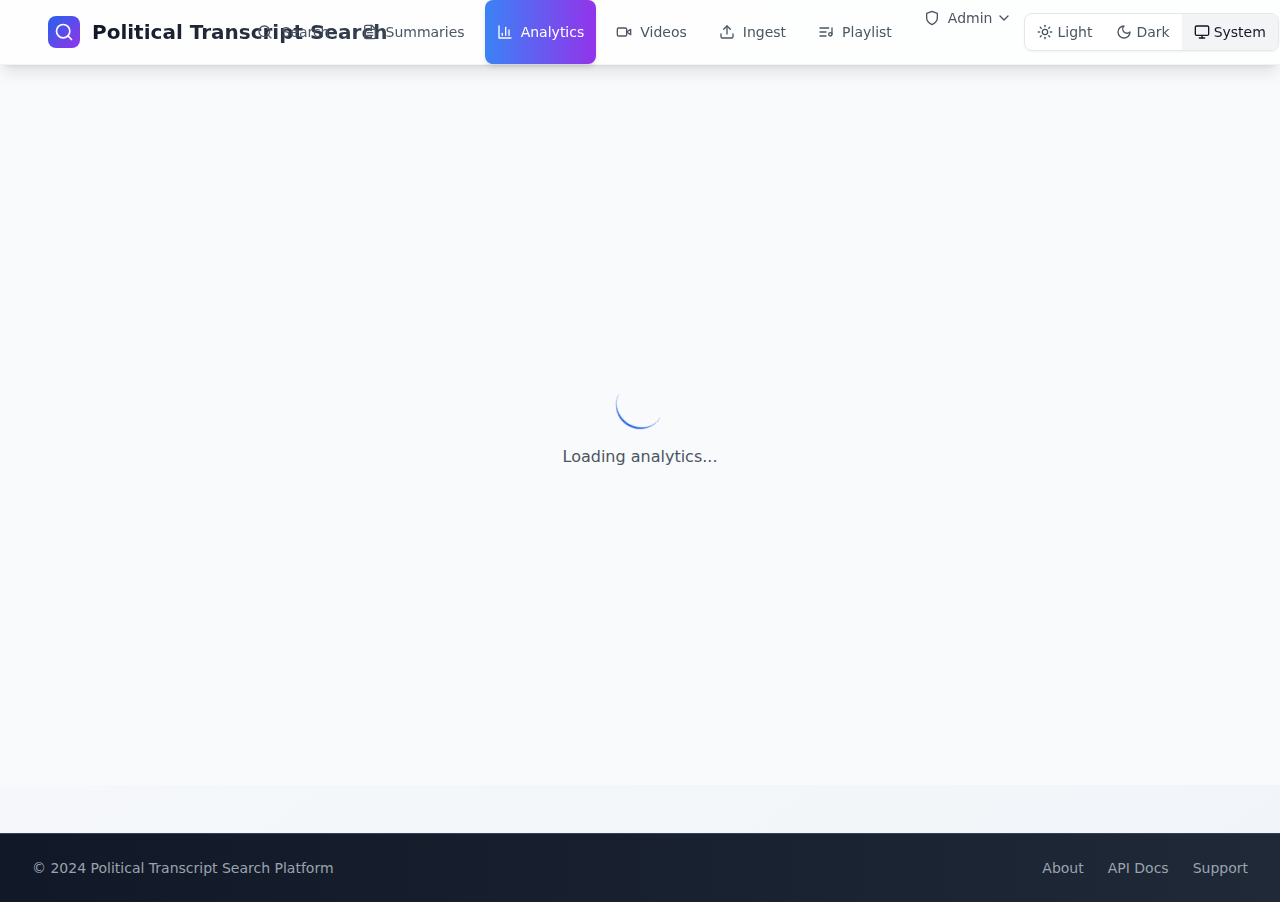 Political Transcript Search
Search
Summaries
Analytics
Videos
Ingest
Playlist
Admin
Light
Dark
System
Loading analytics...
© 2024 Political Transcript Search Platform
About
API Docs
Support